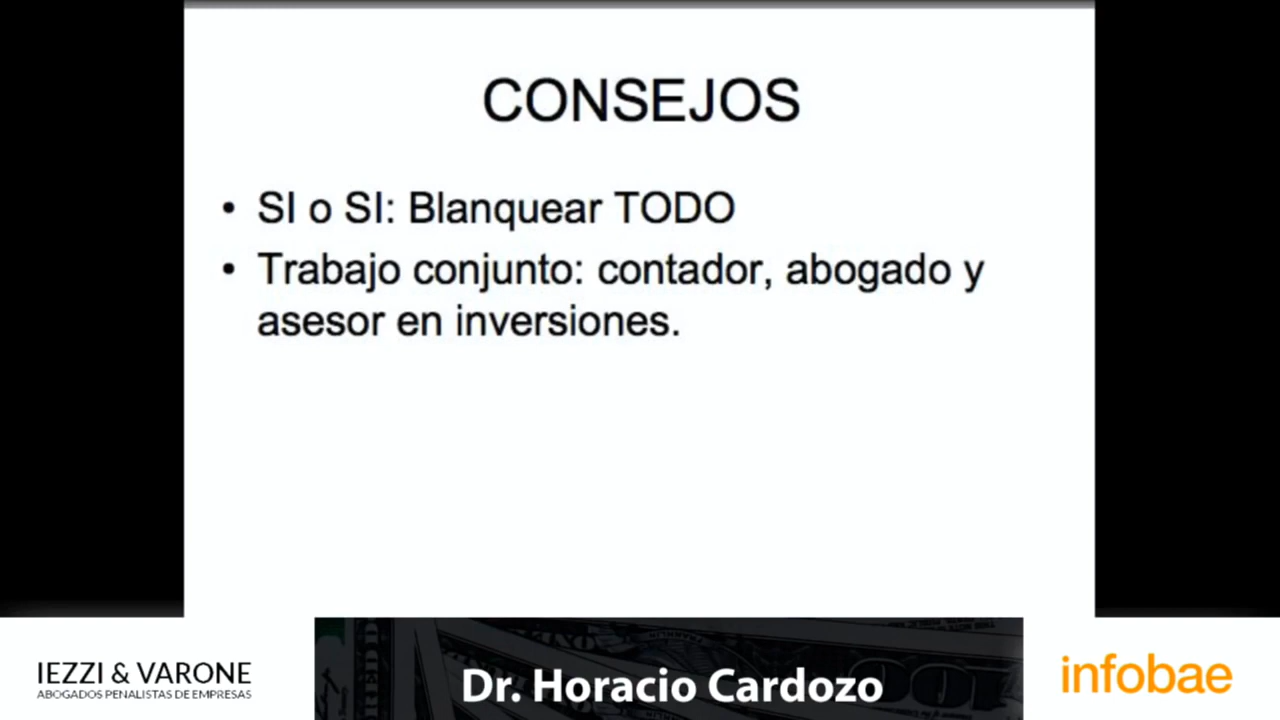 CONSEJOS
• SI o SI: Blanquear TODO
• Trabajo conjunto: contador, abogado y
asesor en inversiones.
IEZZI & VARONE
ABOGADOS PENALISTAS DE EMPRESAS
Dr. Horacio Cardozo
infobae